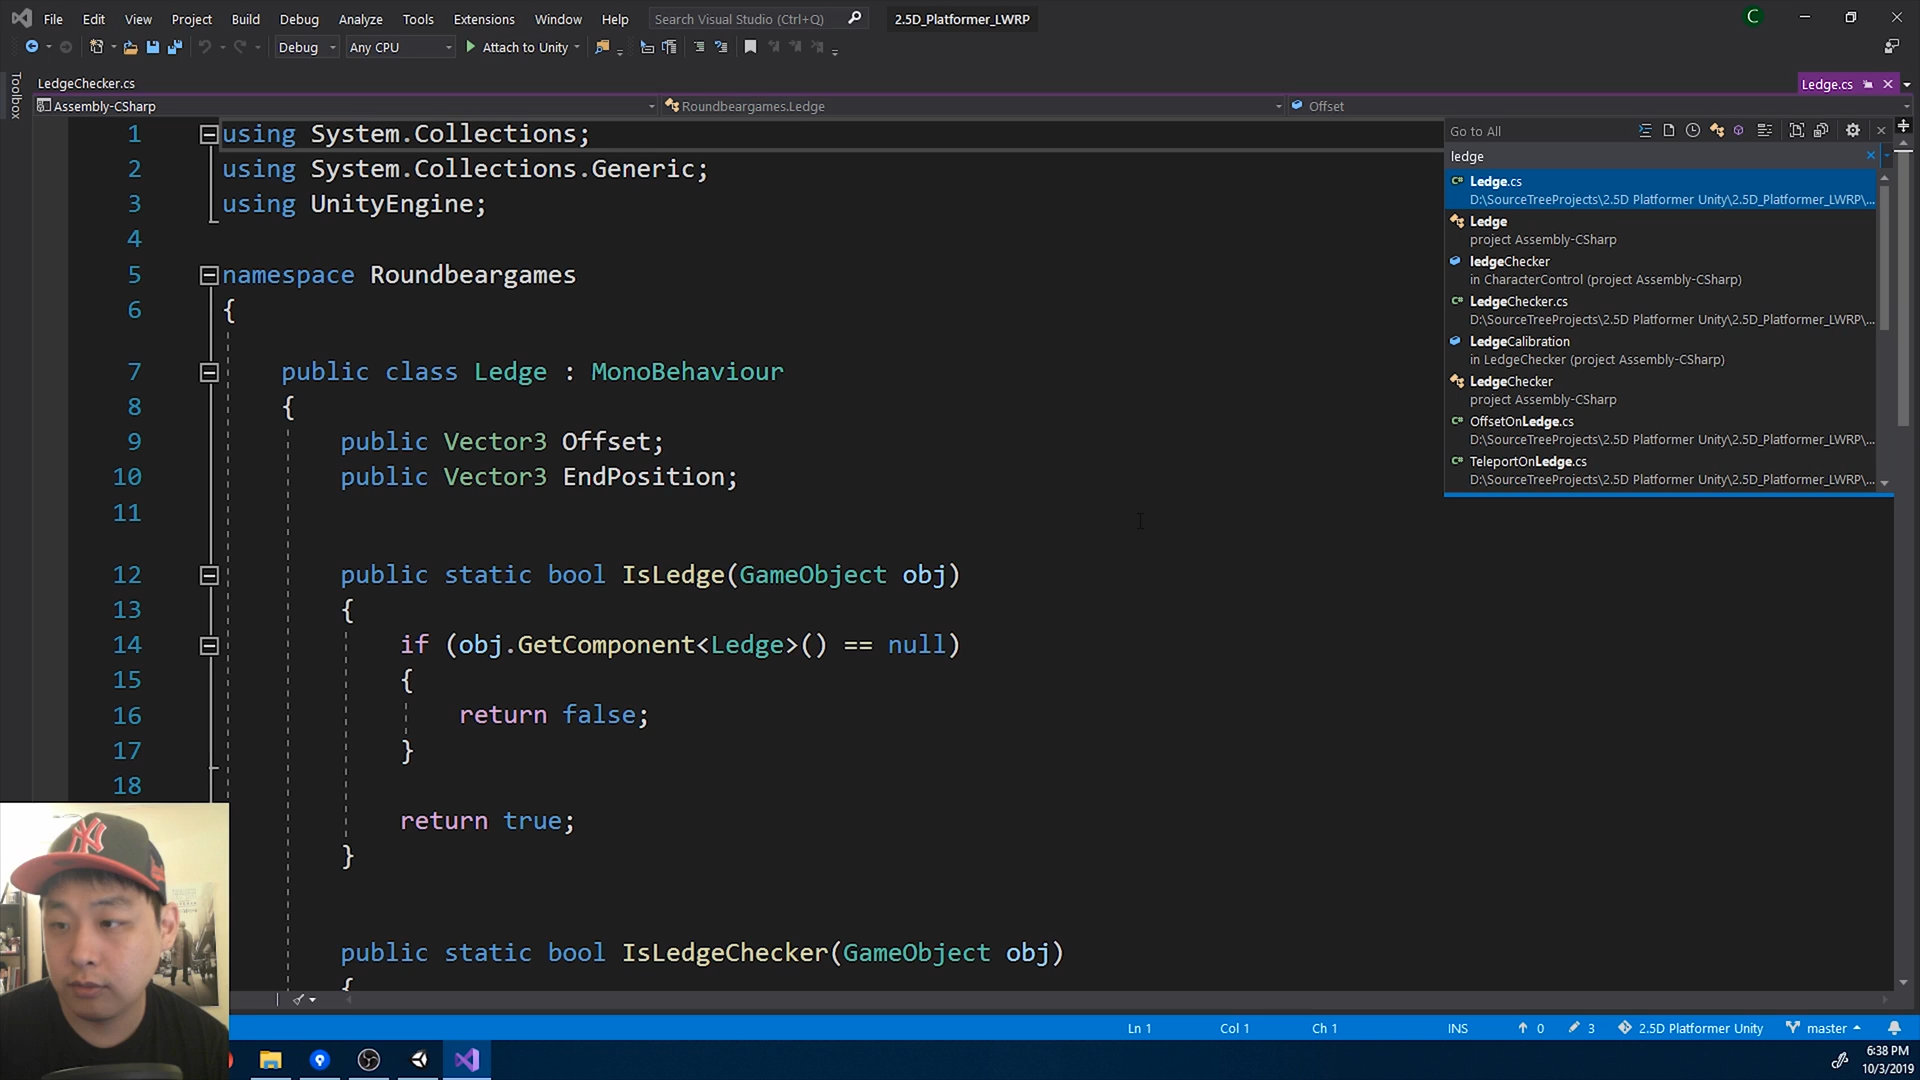 File Edit View Project Build Debug Analyze Tools Extensions Window Help Search Visual Studio (Ctrl+Q) 2.5D_Platformer_LWRP C
Debug Any CPU Attach to Unity
Toolbox
LedgeChecker.cs Ledge.cs
Assembly-CSharp Roundbeargames.Ledge Offset
1 using System.Collections;
2 using System.Collections.Generic;
3 using UnityEngine;
4
5 namespace Roundbeargames
6 {
7 public class Ledge : MonoBehaviour
8 {
9 public Vector3 Offset;
10 public Vector3 EndPosition;
11
12 public static bool IsLedge(GameObject obj)
13 {
14 if (obj.GetComponent<Ledge>() == null)
15 {
16 return false;
17 }
18
return true;
}
public static bool IsLedgeChecker(GameObject obj)
{
Go to All
ledge
C# Ledge.cs
D:\SourceTreeProjects\2.5D Platformer Unity\2.5D_Platformer_LWRP\...
Ledge
project Assembly-CSharp
ledgeChecker
in CharacterControl (project Assembly-CSharp)
C# LedgeChecker.cs
D:\SourceTreeProjects\2.5D Platformer Unity\2.5D_Platformer_LWRP\...
LedgeCalibration
in LedgeChecker (project Assembly-CSharp)
LedgeChecker
project Assembly-CSharp
C# OffsetOnLedge.cs
D:\SourceTreeProjects\2.5D Platformer Unity\2.5D_Platformer_LWRP\...
C# TeleportOnLedge.cs
D:\SourceTreeProjects\2.5D Platformer Unity\2.5D_Platformer_LWRP\...
Ln 1 Col 1 Ch 1 INS 0 3 2.5D Platformer Unity master
6:38 PM
10/3/2019